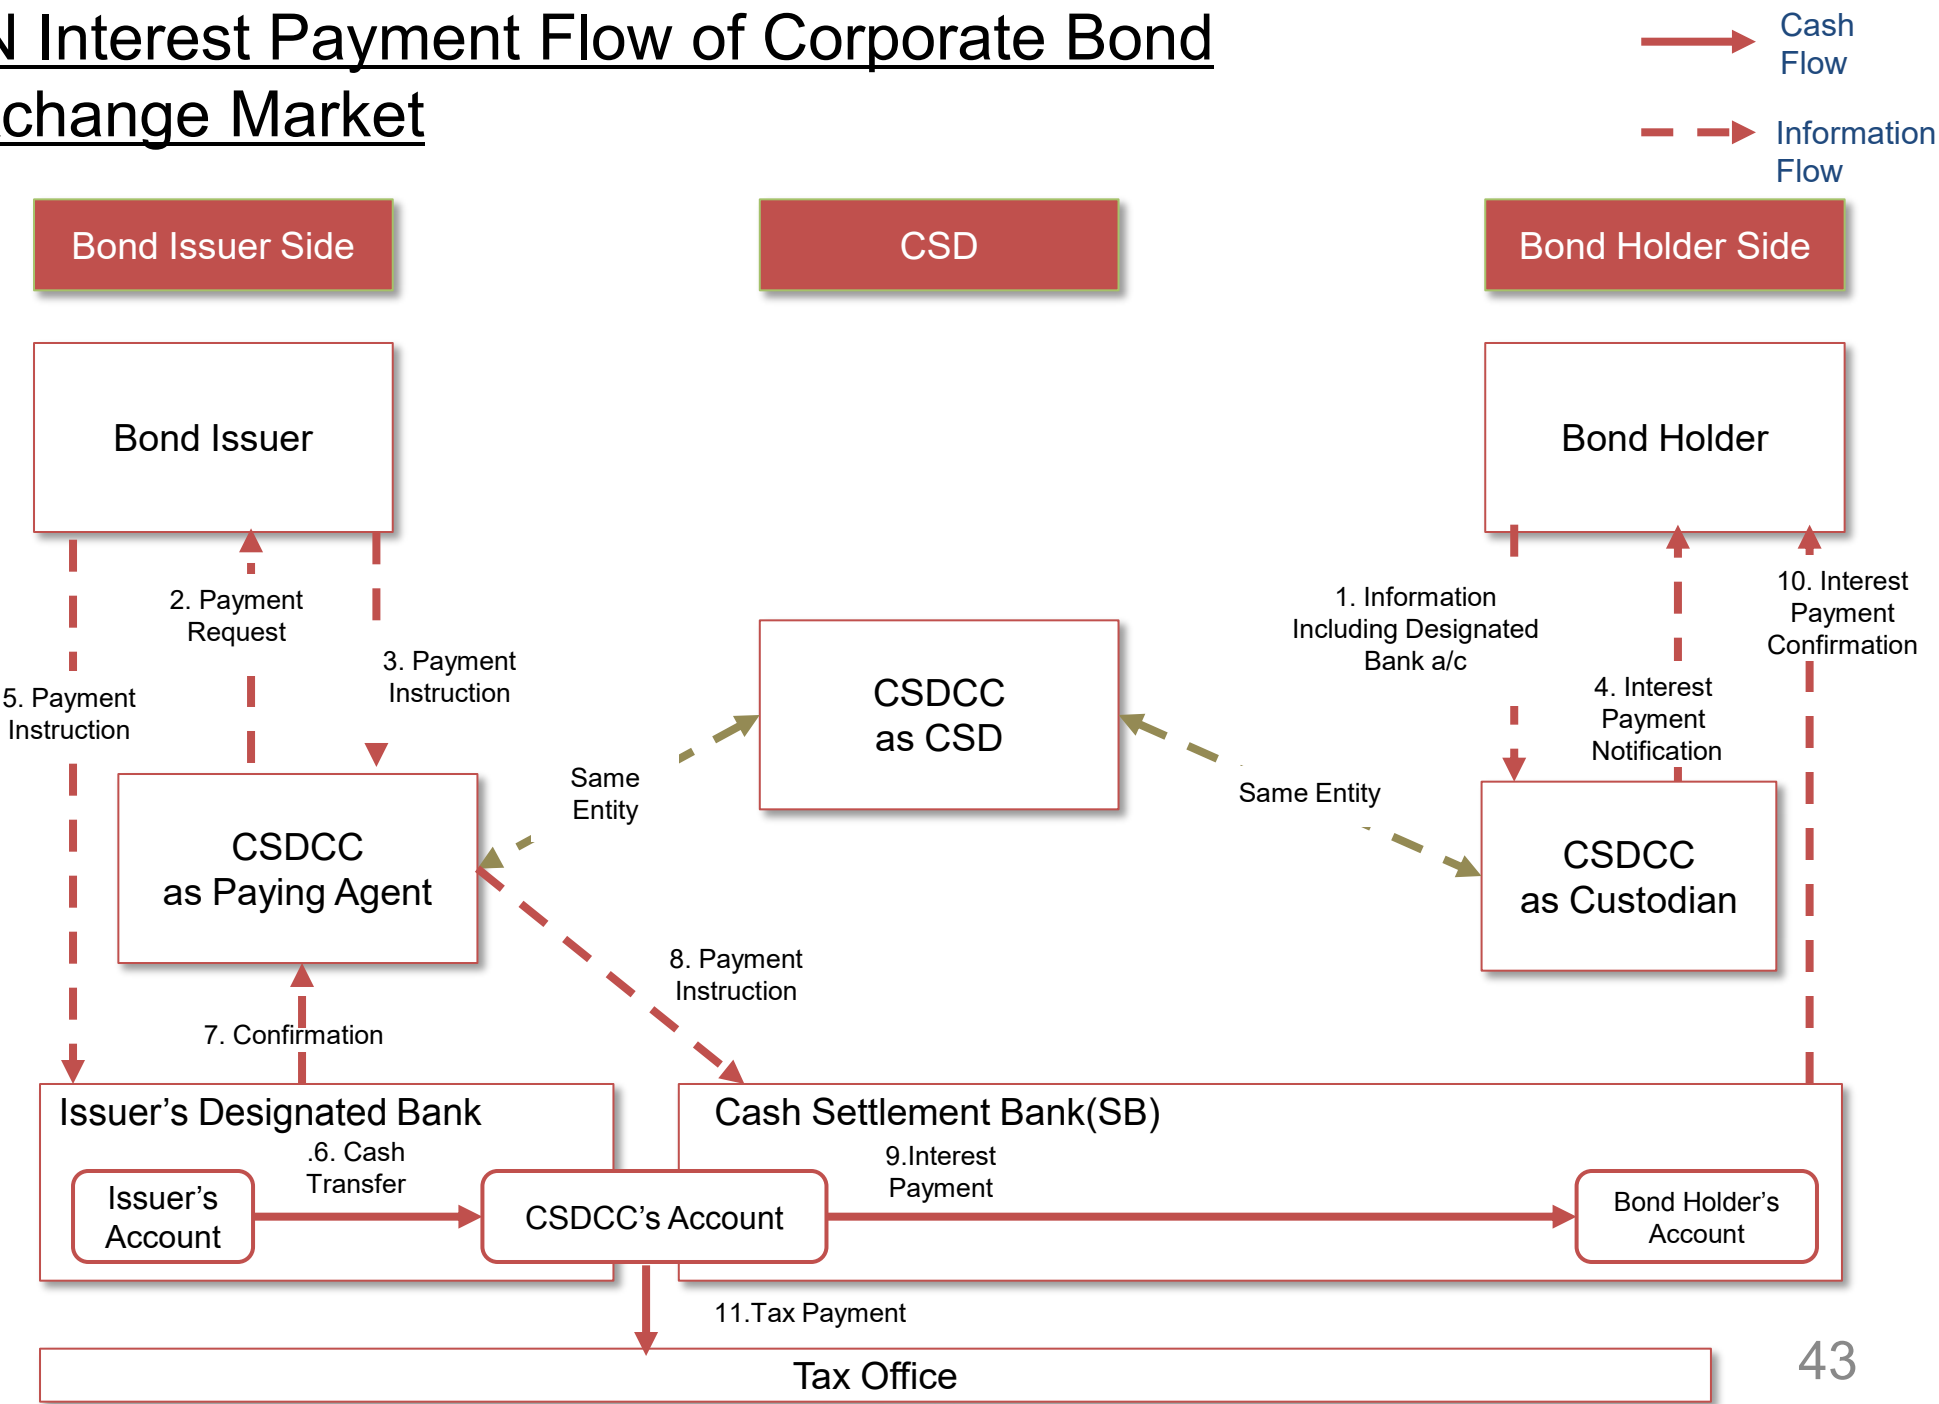 N Interest Payment Flow of Corporate Bond
change Market
Cash
Flow
Information
Flow
Bond Issuer Side
CSD
Bond Holder Side
Bond Issuer
Bond Holder
2. Payment
Request
3. Payment
Instruction
5. Payment
Instruction
1. Information
Including Designated
Bank a/c
10. Interest
Payment
Confirmation
4. Interest
Payment
Notification
CSDCC
as CSD
Same
Entity
Same Entity
CSDCC
as Paying Agent
CSDCC
as Custodian
8. Payment
Instruction
7. Confirmation
Issuer’s Designated Bank
Cash Settlement Bank(SB)
.6. Cash
Transfer
9.Interest
Payment
Issuer’s
Account
CSDCC’s Account
Bond Holder’s
Account
11.Tax Payment
Tax Office
43